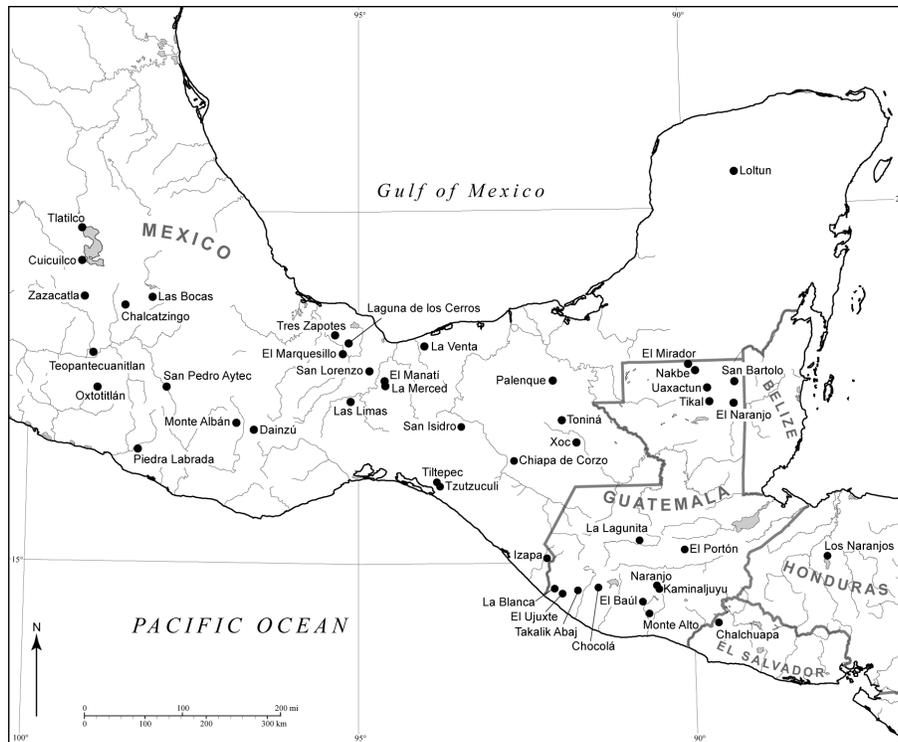 95°
90°
Loltun
Gulf of Mexico
20°
20°
Tlatilco
MEXICO
Cuicuilco
Zazacatla
Las Bocas
Chalcatzingo
Laguna de los Cerros
Tres Zapotes
La Venta
El Marquesillo
El Mirador
Teopantecuanitlan
San Pedro Aytec
San Lorenzo
El Manatí
Nakbe
San Bartolo
Palenque
La Merced
Uaxactun
Oxtotitlán
BELIZE
Las Limas
Tikal
El Naranjo
Monte Albán
Dainzú
San Isidro
Toniná
Xoc
Piedra Labrada
Chiapa de Corzo
Tiltepec
Tzutzuculi
GUATEMALA
La Lagunita
El Portón
Los Naranjos
Izapa
15°
HONDURAS
Naranjo
Kaminaljuyu
La Blanca
El Baúl
El Ujuxte
Takalik Abaj
Monte Alto
Chocolá
Chalchuapa
PACIFIC OCEAN
EL SALVADOR
N
0 100 200 mi
0 100 200 300 km
100°
95°
90°